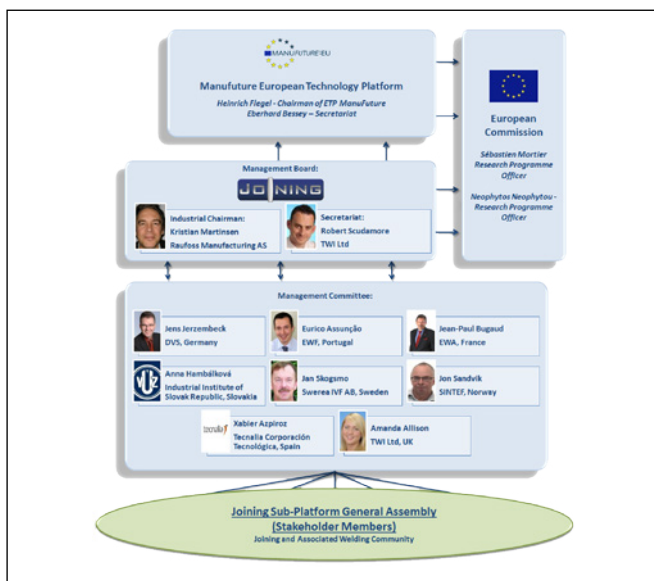 MANUFUTURE EU
Manufuture European Technology Platform
Heinrich Flegel - Chairman of ETP ManuFuture
Eberhard Bessey – Secretariat
European
Commission
Sébastien Mortier
Research Programme
Officer
Neophytos Neophytou -
Research Programme
Officer
Management Board:
JOINING
Industrial Chairman:
Kristian Martinsen
Raufoss Manufacturing AS
Secretariat:
Robert Scudamore
TWI Ltd
Management Committee:
Jens Jerzembeck
DVS, Germany
Eurico Assunção
EWF, Portugal
Jean-Paul Bugaud
EWA, France
VÚZ
Anna Hambálková
Industrial Institute of
Slovak Republic, Slovakia
Jan Skogsmo
Swerea IVF AB, Sweden
Jon Sandvik
SINTEF, Norway
tecnalia
Xabier Azpiroz
Tecnalia Corporación
Tecnológica, Spain
Amanda Allison
TWI Ltd, UK
Joining Sub-Platform General Assembly
(Stakeholder Members)
Joining and Associated Welding Community